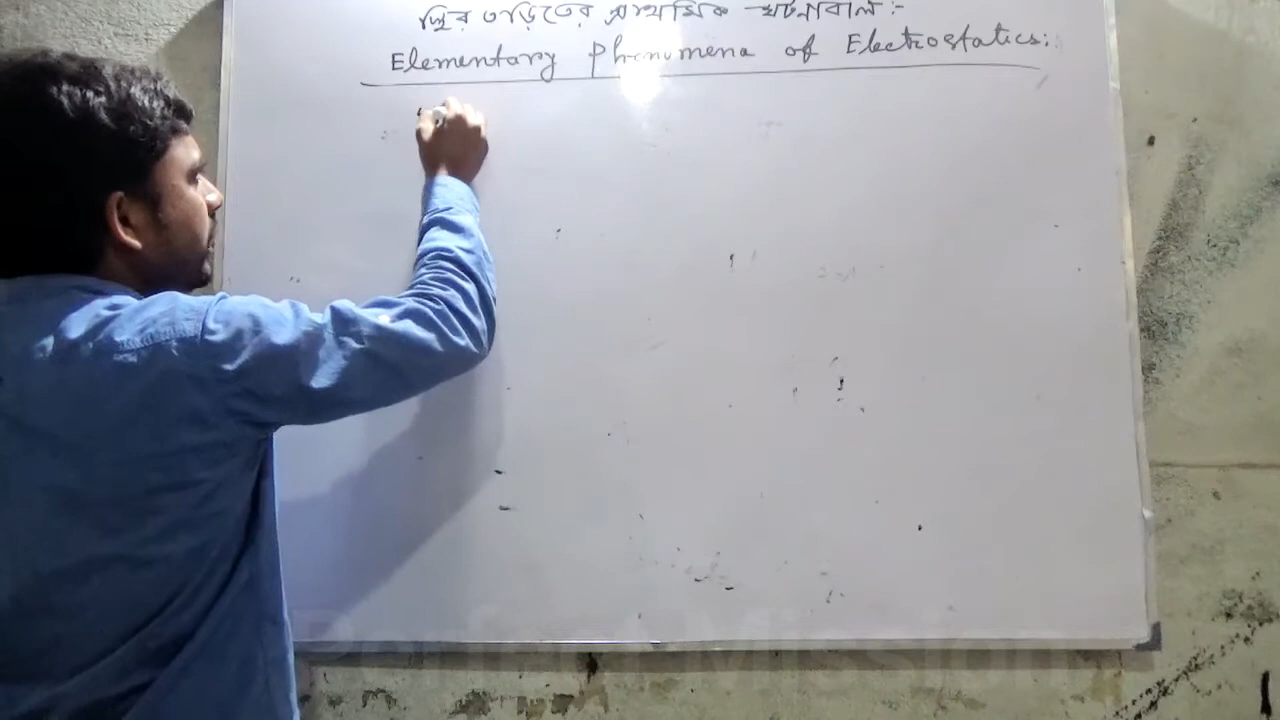 স্থির তড়িতের প্রাথমিক ঘটনাবলি :-
Elementary Phenomena of Electrostatics: